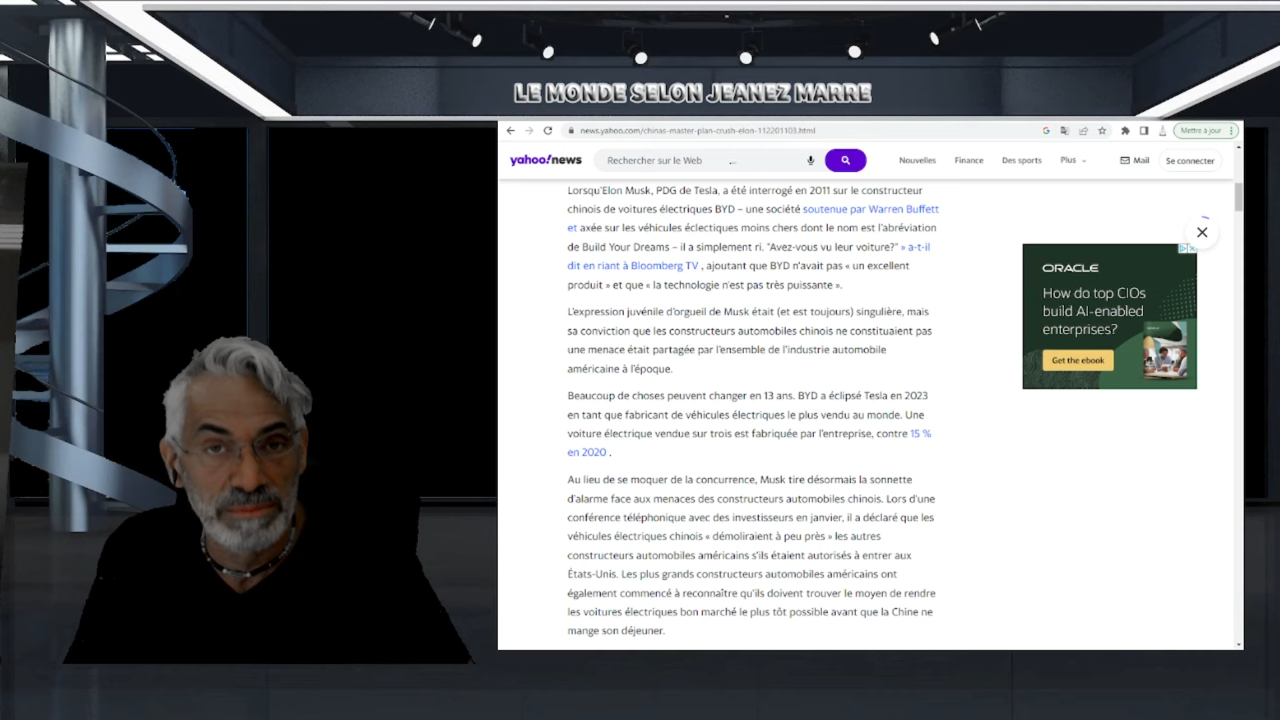 LE MONDE SELON JEANEZ MARRE
news.yahoo.com/chinas-master-plan-crush-elon-112201103.html
Mettre à jour
yahoo!news
Rechercher sur le Web
Nouvelles
Finance
Des sports
Plus
Mail
Se connecter
Lorsqu'Elon Musk, PDG de Tesla, a été interrogé en 2011 sur le constructeur
chinois de voitures électriques BYD – une société soutenue par Warren Buffett
et axée sur les véhicules éclectiques moins chers dont le nom est l'abréviation
de Build Your Dreams – il a simplement ri. "Avez-vous vu leur voiture?" » a-t-il
dit en riant à Bloomberg TV , ajoutant que BYD n'avait pas « un excellent
produit » et que « la technologie n'est pas très puissante ».
L'expression juvénile d'orgueil de Musk était (et est toujours) singulière, mais
sa conviction que les constructeurs automobiles chinois ne constituaient pas
une menace était partagée par l'ensemble de l'industrie automobile
américaine à l'époque.
Beaucoup de choses peuvent changer en 13 ans. BYD a éclipsé Tesla en 2023
en tant que fabricant de véhicules électriques le plus vendu au monde. Une
voiture électrique vendue sur trois est fabriquée par l'entreprise, contre 15 %
en 2020 .
Au lieu de se moquer de la concurrence, Musk tire désormais la sonnette
d'alarme face aux menaces des constructeurs automobiles chinois. Lors d'une
conférence téléphonique avec des investisseurs en janvier, il a déclaré que les
véhicules électriques chinois « démoliraient à peu près » les autres
constructeurs automobiles américains s'ils étaient autorisés à entrer aux
États-Unis. Les plus grands constructeurs automobiles américains ont
également commencé à reconnaître qu'ils doivent trouver le moyen de rendre
les voitures électriques bon marché le plus tôt possible avant que la Chine ne
mange son déjeuner.
ORACLE
How do top CIOs
build AI-enabled
enterprises?
Get the ebook